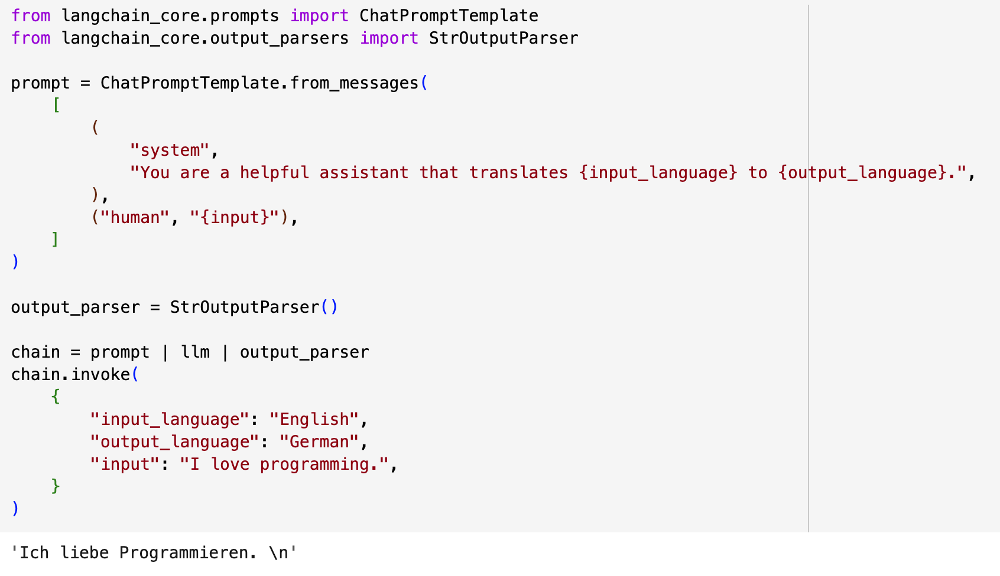 from langchain_core.prompts import ChatPromptTemplate
from langchain_core.output_parsers import StrOutputParser

prompt = ChatPromptTemplate.from_messages(
    [
        (
            "system",
            "You are a helpful assistant that translates {input_language} to {output_language}.",
        ),
        ("human", "{input}"),
    ]
)

output_parser = StrOutputParser()

chain = prompt | llm | output_parser
chain.invoke(
    {
        "input_language": "English",
        "output_language": "German",
        "input": "I love programming.",
    }
)

'Ich liebe Programmieren. \n'